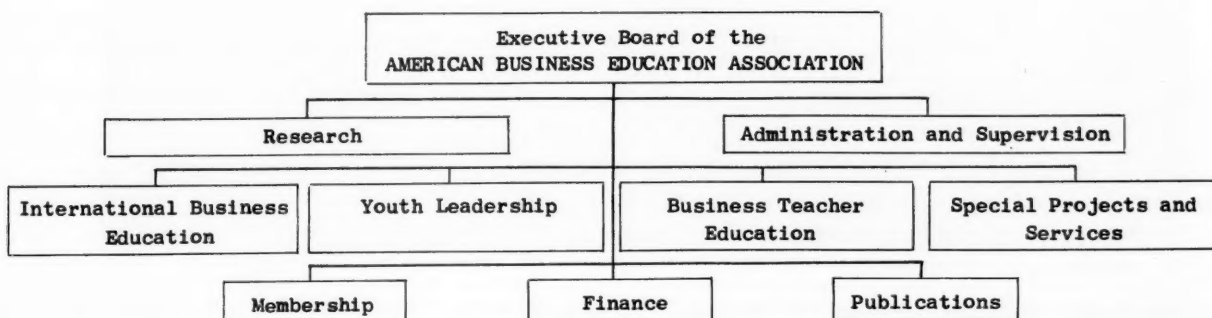 Executive Board of the
AMERICAN BUSINESS EDUCATION ASSOCIATION
Research
Administration and Supervision
International Business
Education
Youth Leadership
Business Teacher
Education
Special Projects and
Services
Membership
Finance
Publications